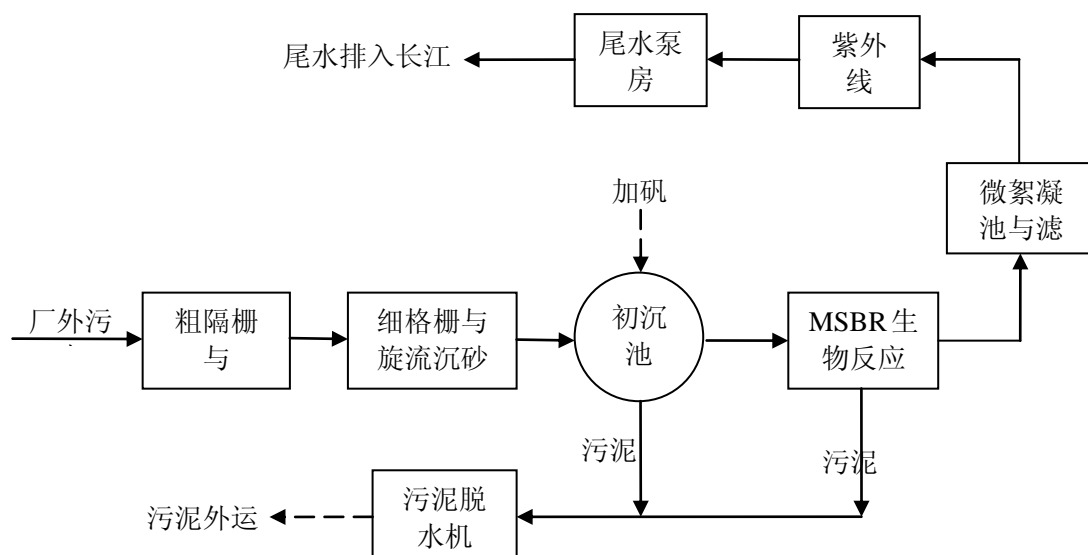 尾水排入长江
尾水泵
房
紫外
线
微絮凝
池与滤
加矾
厂外污
粗隔栅
与
细格栅与
旋流沉砂
初沉
池
MSBR生
物反应
污泥
污泥
污泥外运
污泥脱
水机